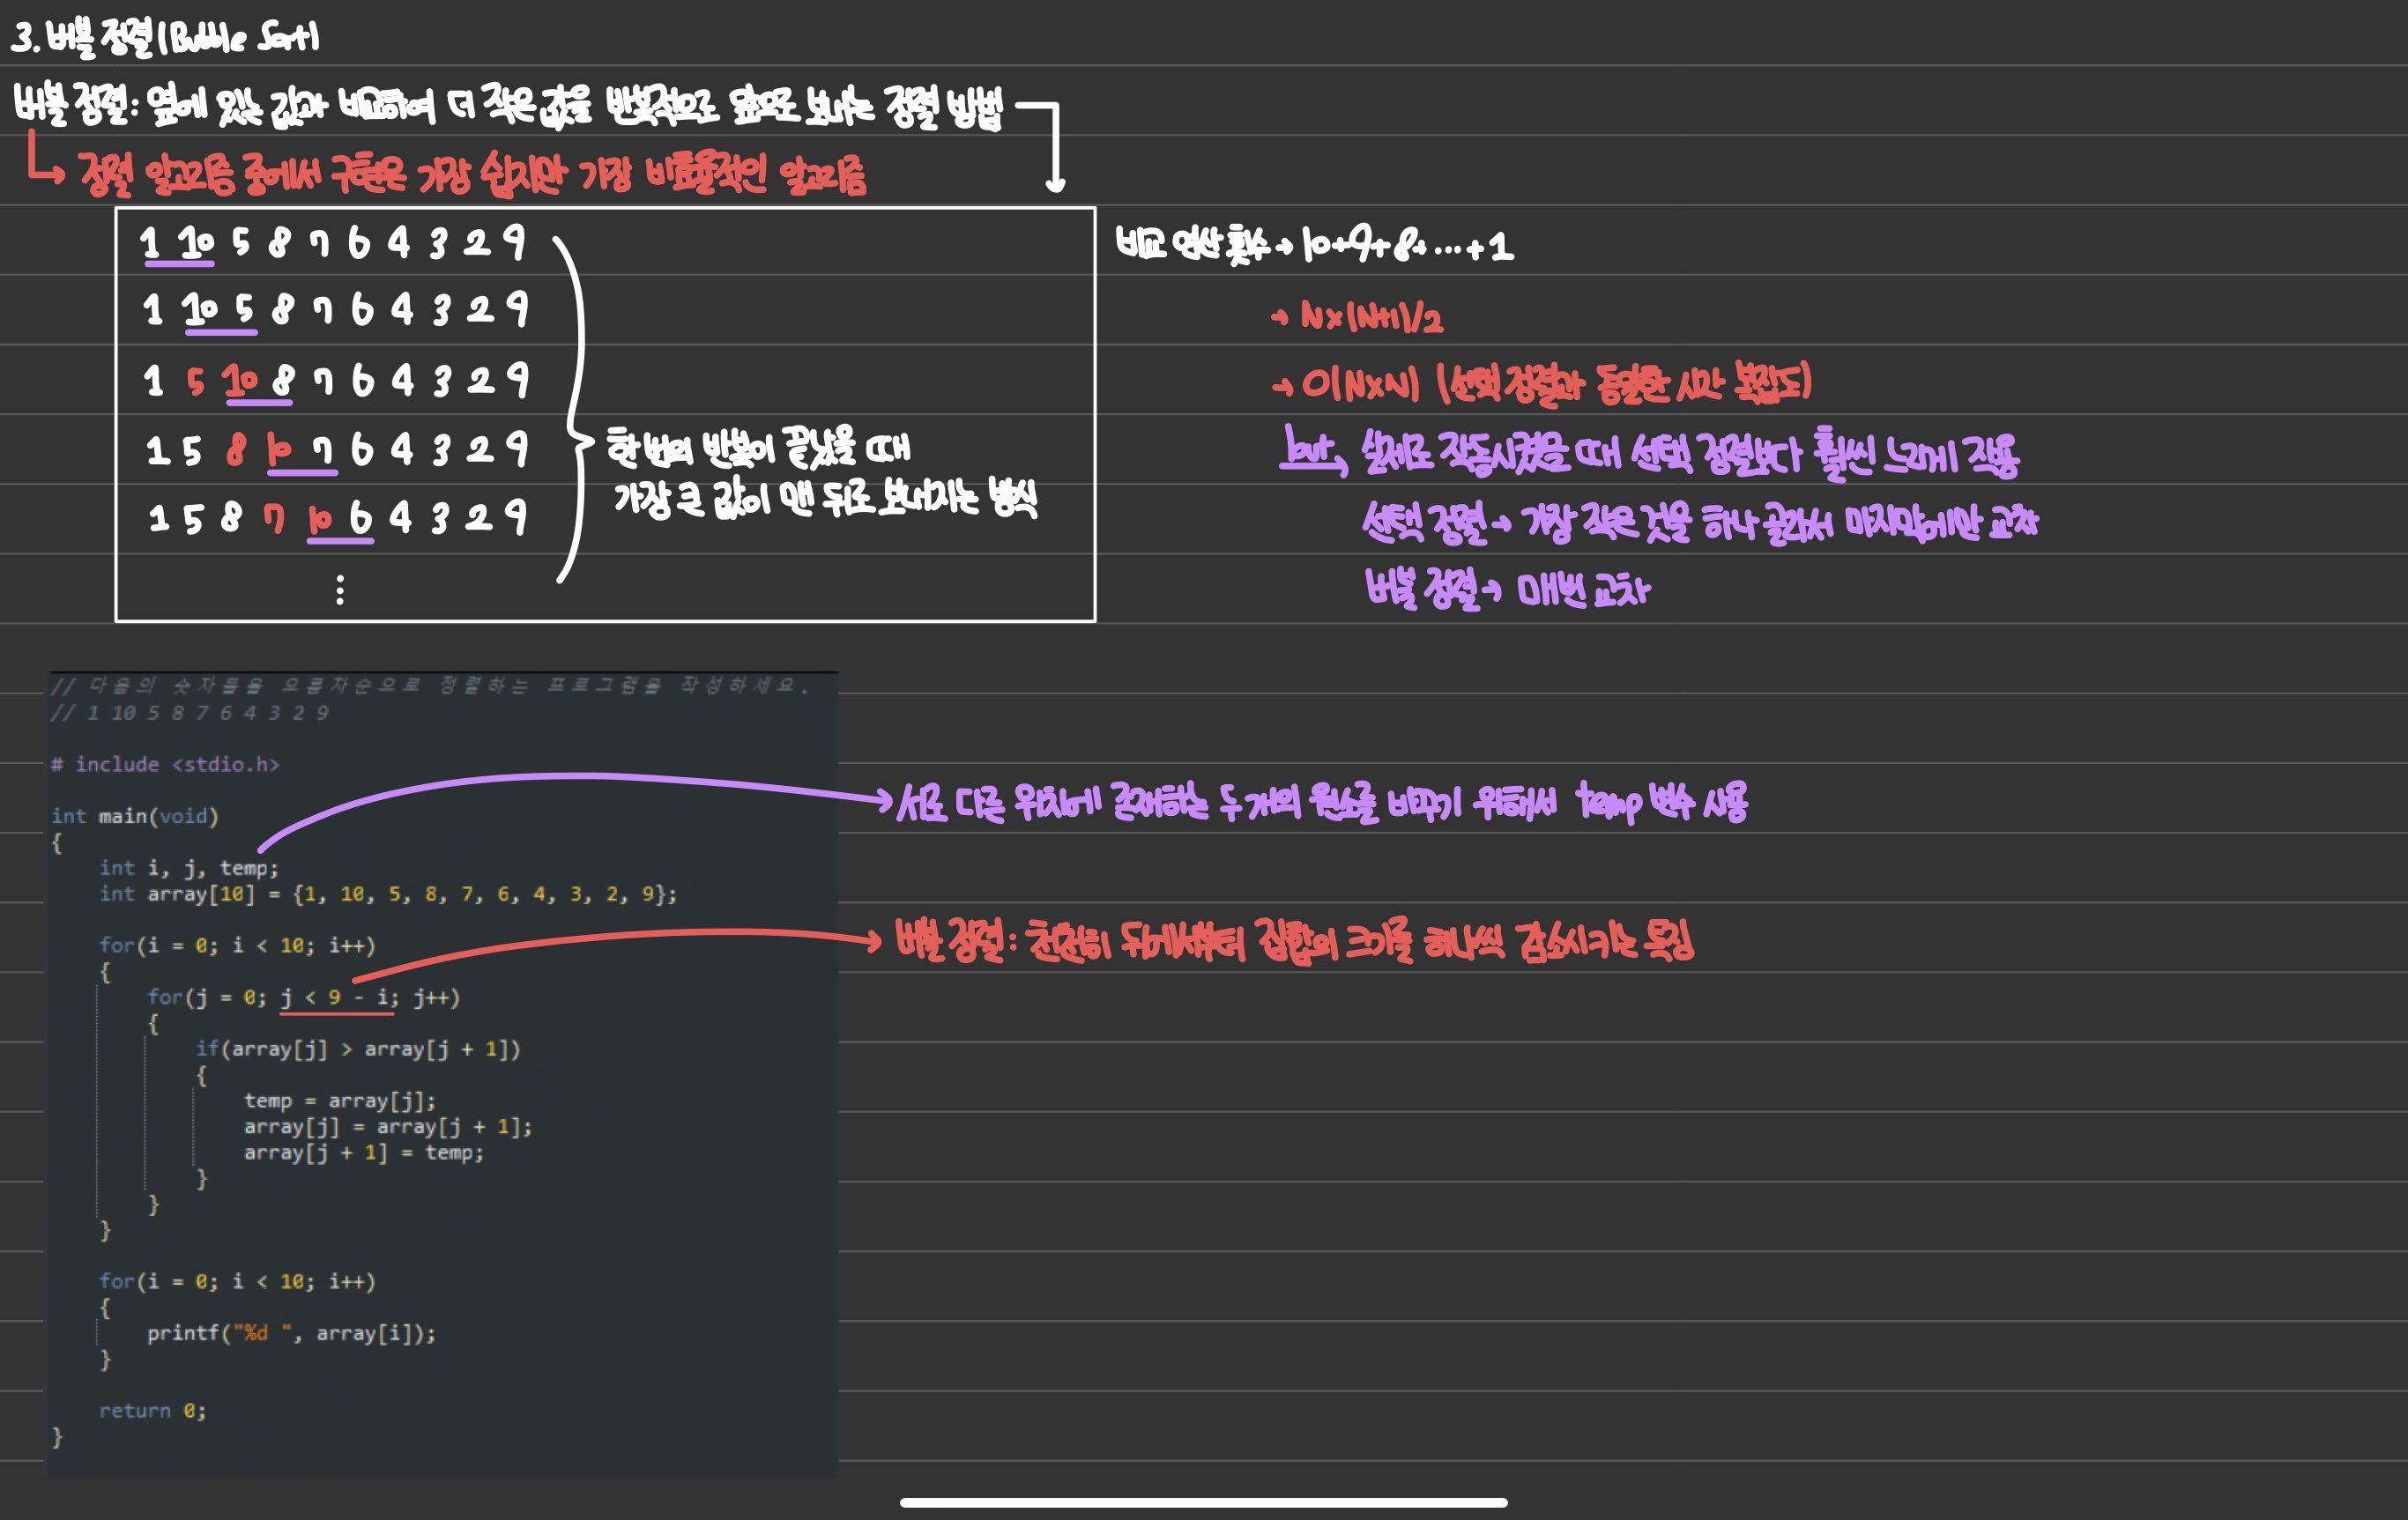 3. 버블 정렬 (Bubble Sort)
버블 정렬: 옆에 있는 값과 비교하여 더 작은 값을 반복적으로 앞으로 보내는 정렬 방법
정렬 알고리즘 중에서 구현은 가장 쉽지만 가장 비효율적인 알고리즘
1 10 5 8 7 6 4 3 2 9
1 10 5 8 7 6 4 3 2 9
1 5 10 8 7 6 4 3 2 9
1 5 8 10 7 6 4 3 2 9
1 5 8 7 10 6 4 3 2 9
한 번의 반복이 끝났을 때
가장 큰 값이 맨 뒤로 보내지는 방식
비교 연산 횟수 → 10+9+8+...+1
→ N×(N+1)/2
→ O(N×N) (선택 정렬과 동일한 시간 복잡도)
but 실제로 작동시켰을 때 선택 정렬보다 훨씬 느리게 작용
선택 정렬 → 가장 작은 것을 하나 골라서 마지막에만 교차
버블 정렬 → 매번 교차
// 다음의 숫자들을 오름차순으로 정렬하는 프로그램을 작성하세요.
// 1 10 5 8 7 6 4 3 2 9
# include <stdio.h>
int main(void)
{
int i, j, temp;
int array[10] = {1, 10, 5, 8, 7, 6, 4, 3, 2, 9};
for(i = 0; i < 10; i++)
{
for(j = 0; j < 9 - i; j++)
{
if(array[j] > array[j + 1])
{
temp = array[j];
array[j] = array[j + 1];
array[j + 1] = temp;
}
}
}
for(i = 0; i < 10; i++)
{
printf("%d ", array[i]);
}
return 0;
}
서로 다른 위치에 존재하는 두 개의 원소를 바꾸기 위해서 temp 변수 사용
버블 정렬: 집합의 크기를 하나씩 감소시키는 특징